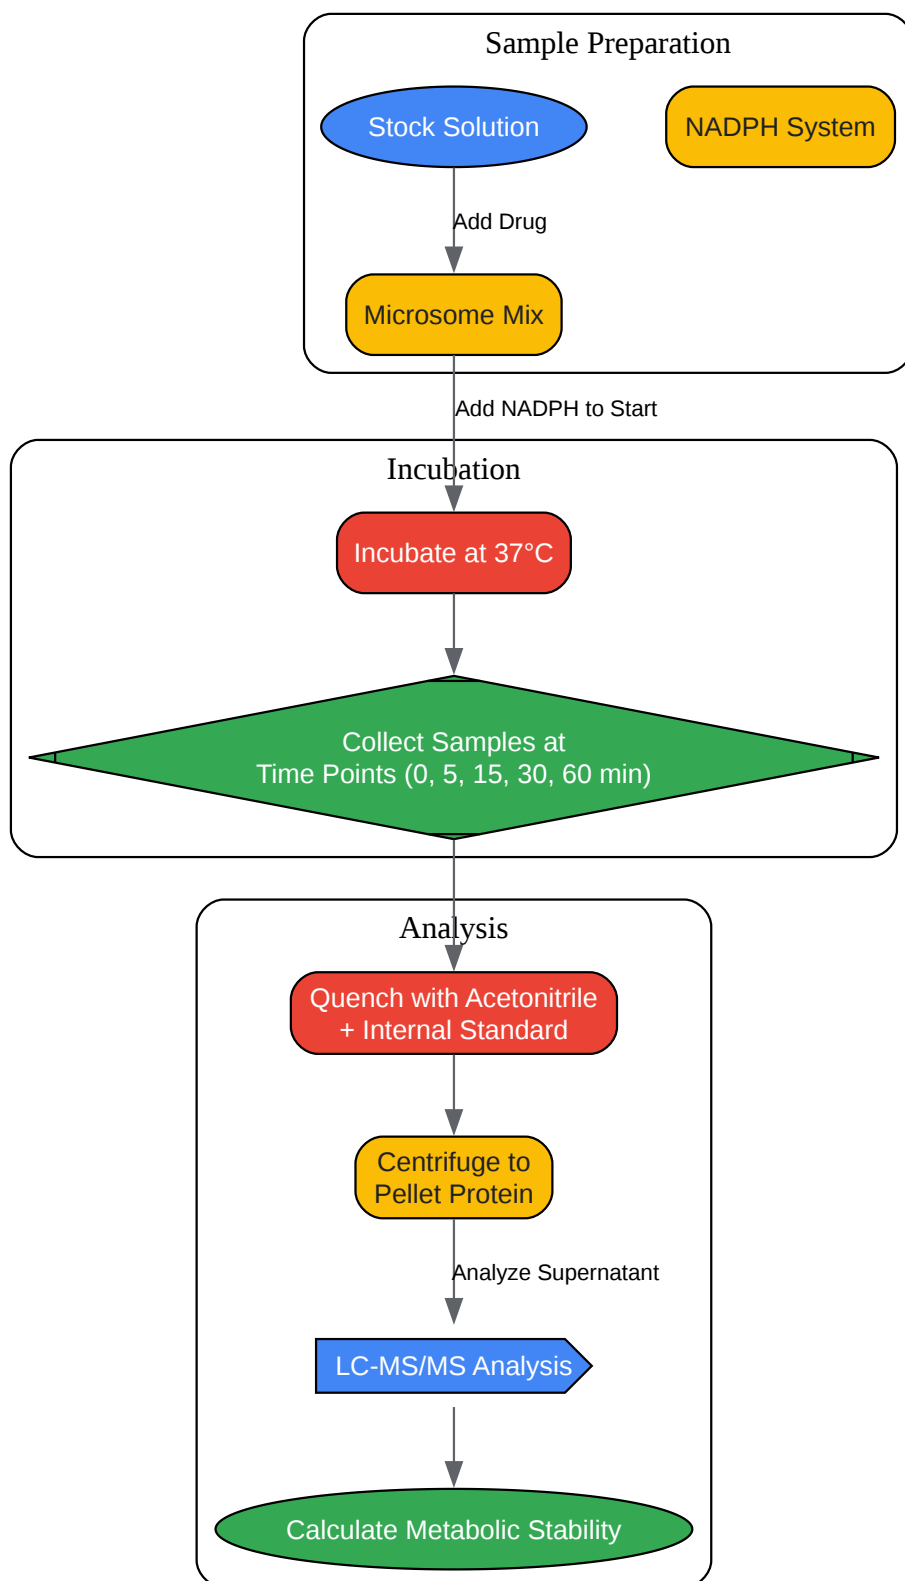 Sample Preparation
Stock Solution
NADPH System
Add Drug
Microsome Mix
Add NADPH to Start
Incubation
Incubate at 37°C
Collect Samples at
Time Points (0, 5, 15, 30, 60 min)
Analysis
Quench with Acetonitrile
+ Internal Standard
Centrifuge to
Pellet Protein
Analyze Supernatant
LC-MS/MS Analysis
Calculate Metabolic Stability